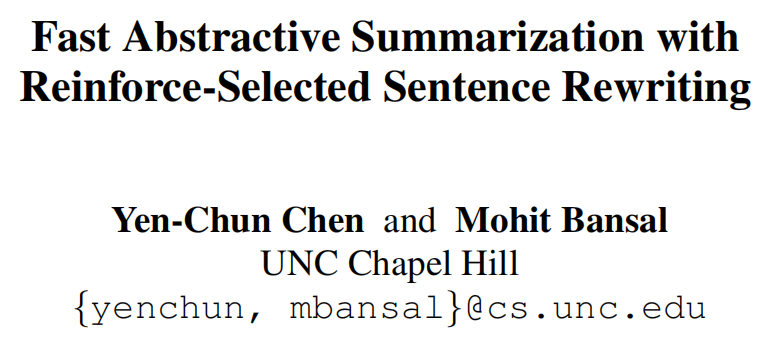 Fast Abstractive Summarization with
Reinforce-Selected Sentence Rewriting
Yen-Chun Chen and Mohit Bansal
UNC Chapel Hill
{yenchun, mbansal}@cs.unc.edu